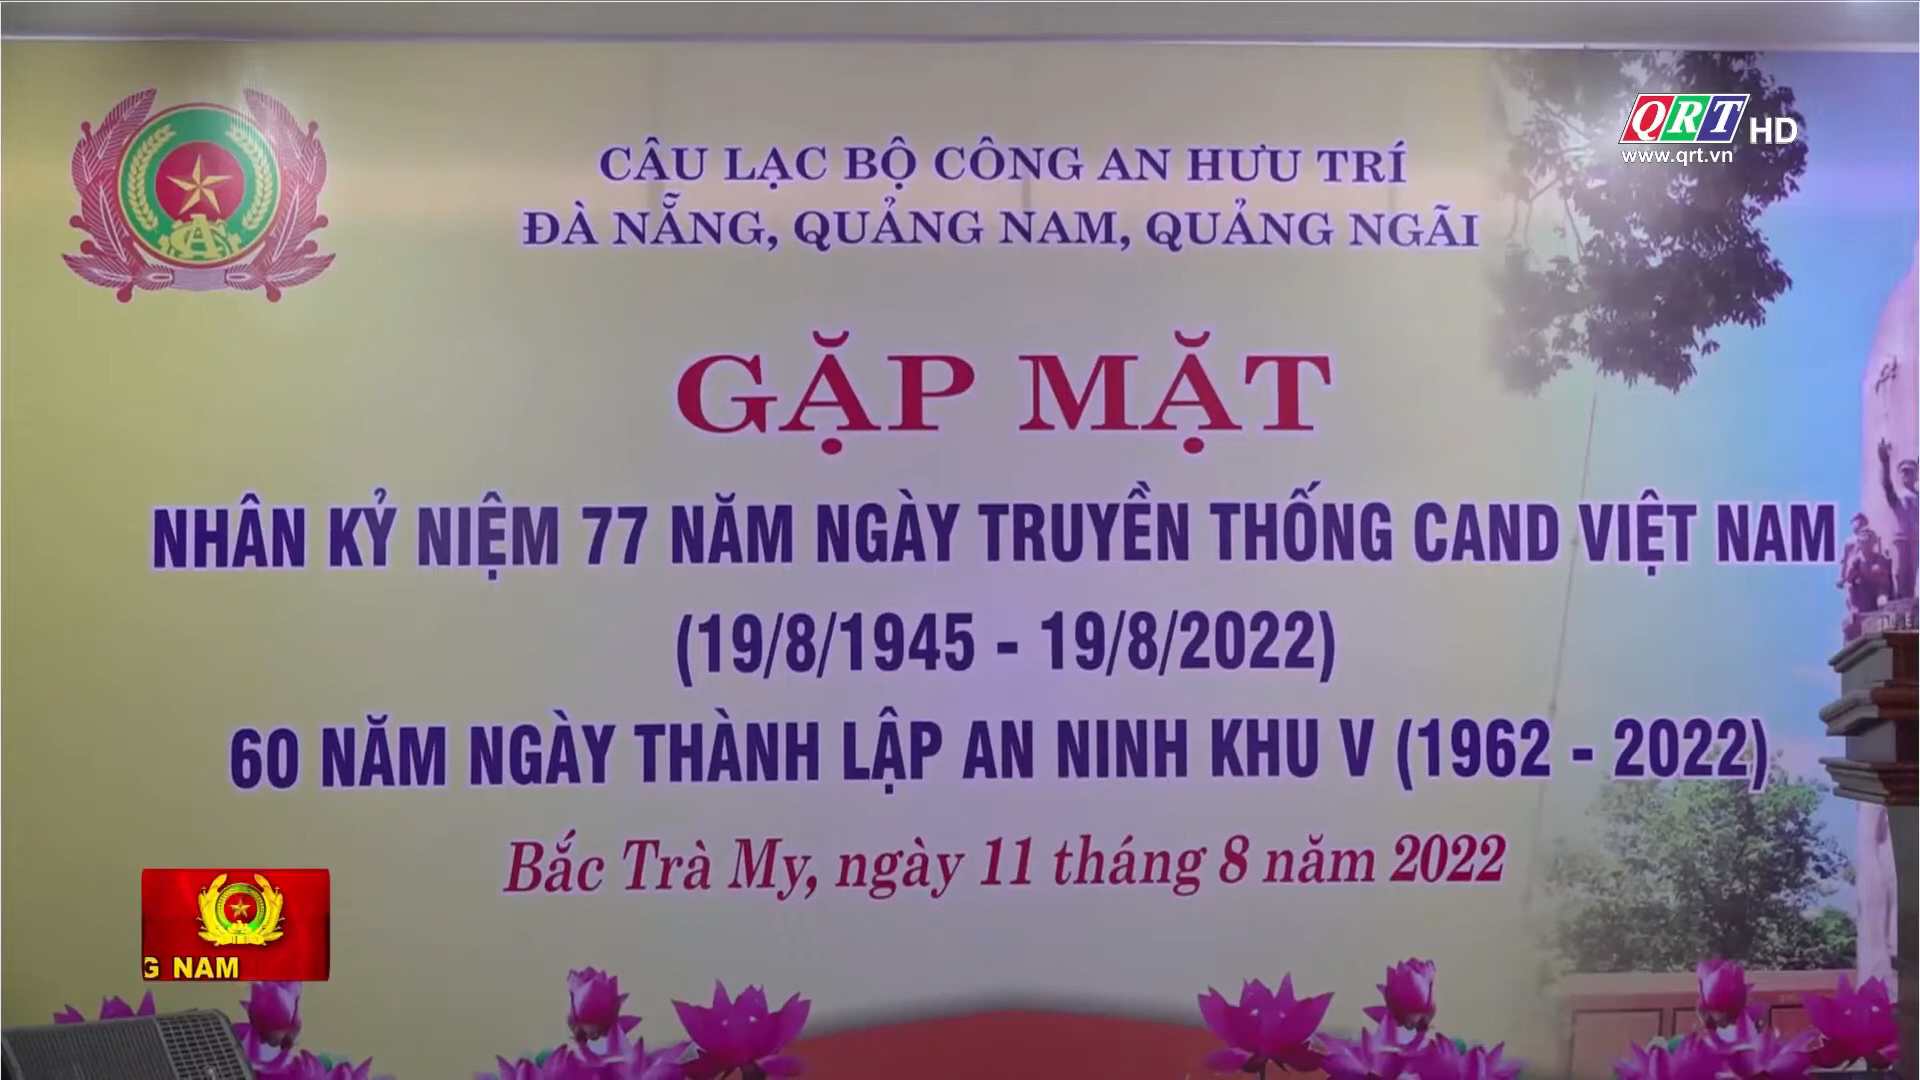 QRT HD
www.qrt.vn
CÂU LẠC BỘ CÔNG AN HƯU TRÍ
ĐÀ NẴNG, QUẢNG NAM, QUẢNG NGÃI
GẶP MẶT
NHÂN KỶ NIỆM 77 NĂM NGÀY TRUYỀN THỐNG CAND VIỆT NAM
(19/8/1945 - 19/8/2022)
60 NĂM NGÀY THÀNH LẬP AN NINH KHU V (1962 - 2022)
Bắc Trà My, ngày 11 tháng 8 năm 2022
G NAM